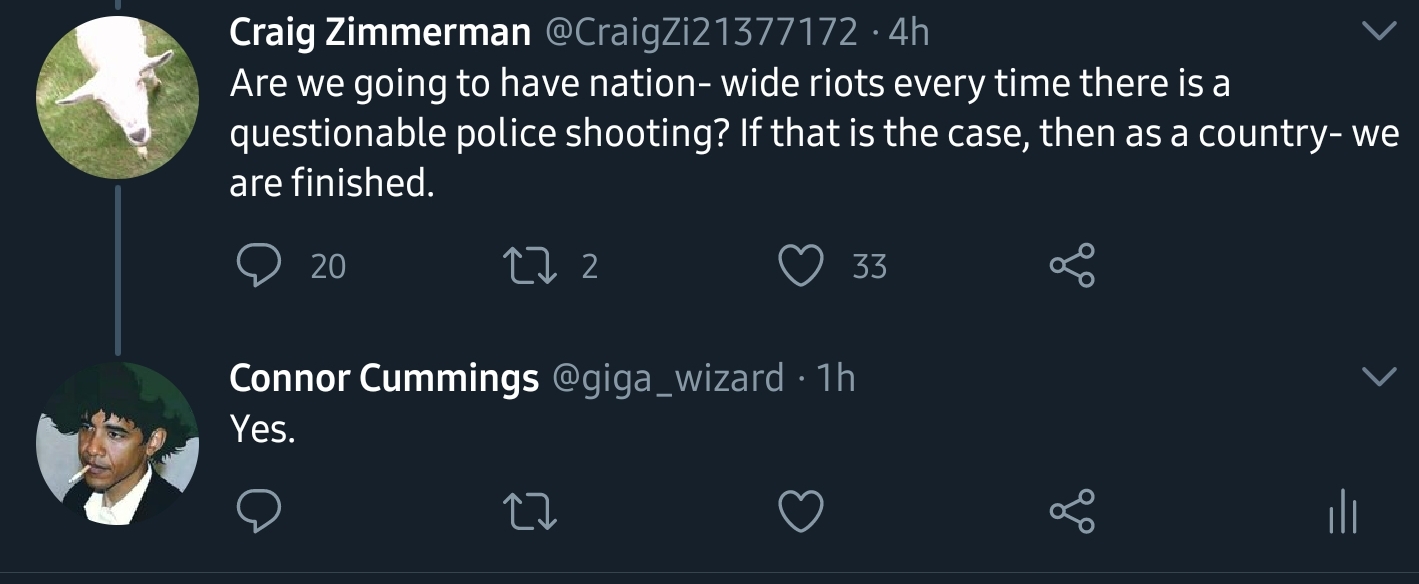 Craig Zimmerman @CraigZi21377172 · 4h
Are we going to have nation- wide riots every time there is a
questionable police shooting? If that is the case, then as a country- we
are finished.
20 2 33
Connor Cummings @giga_wizard · 1h
Yes.